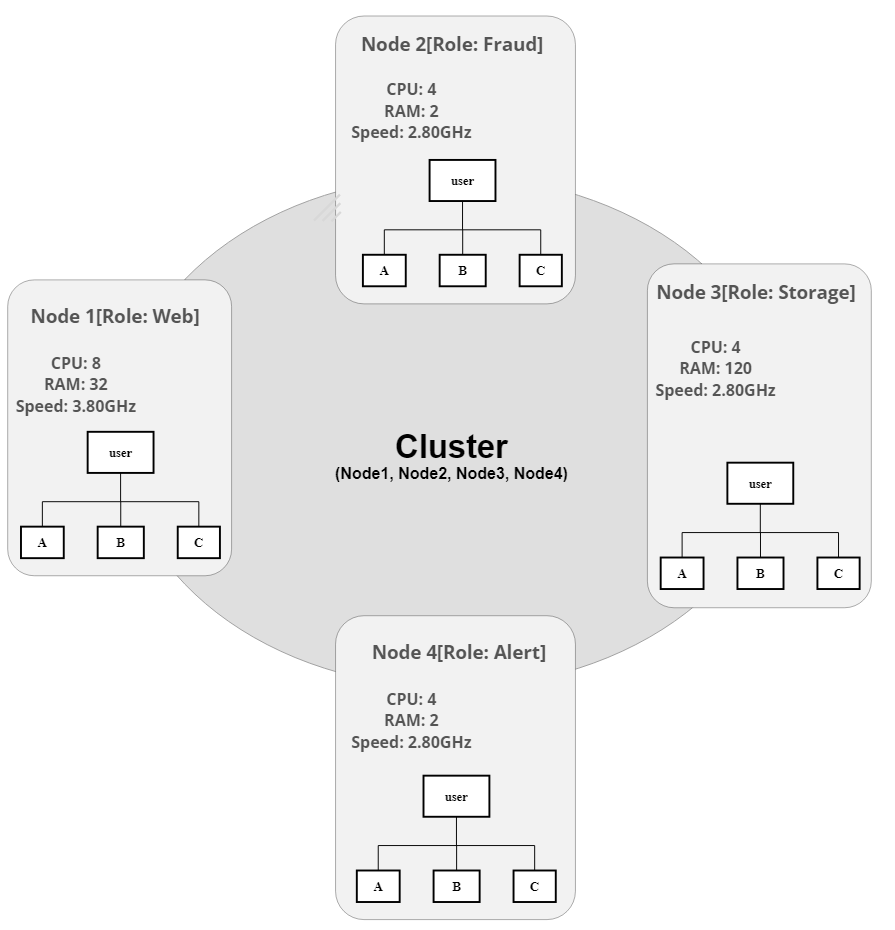 Node 2[Role: Fraud]
CPU: 4
RAM: 2
Speed: 2.80GHz
user
A B C
Node 1[Role: Web]
CPU: 8
RAM: 32
Speed: 3.80GHz
user
A B C
Node 3[Role: Storage]
CPU: 4
RAM: 120
Speed: 2.80GHz
user
A B C
Cluster
(Node1, Node2, Node3, Node4)
Node 4[Role: Alert]
CPU: 4
RAM: 2
Speed: 2.80GHz
user
A B C